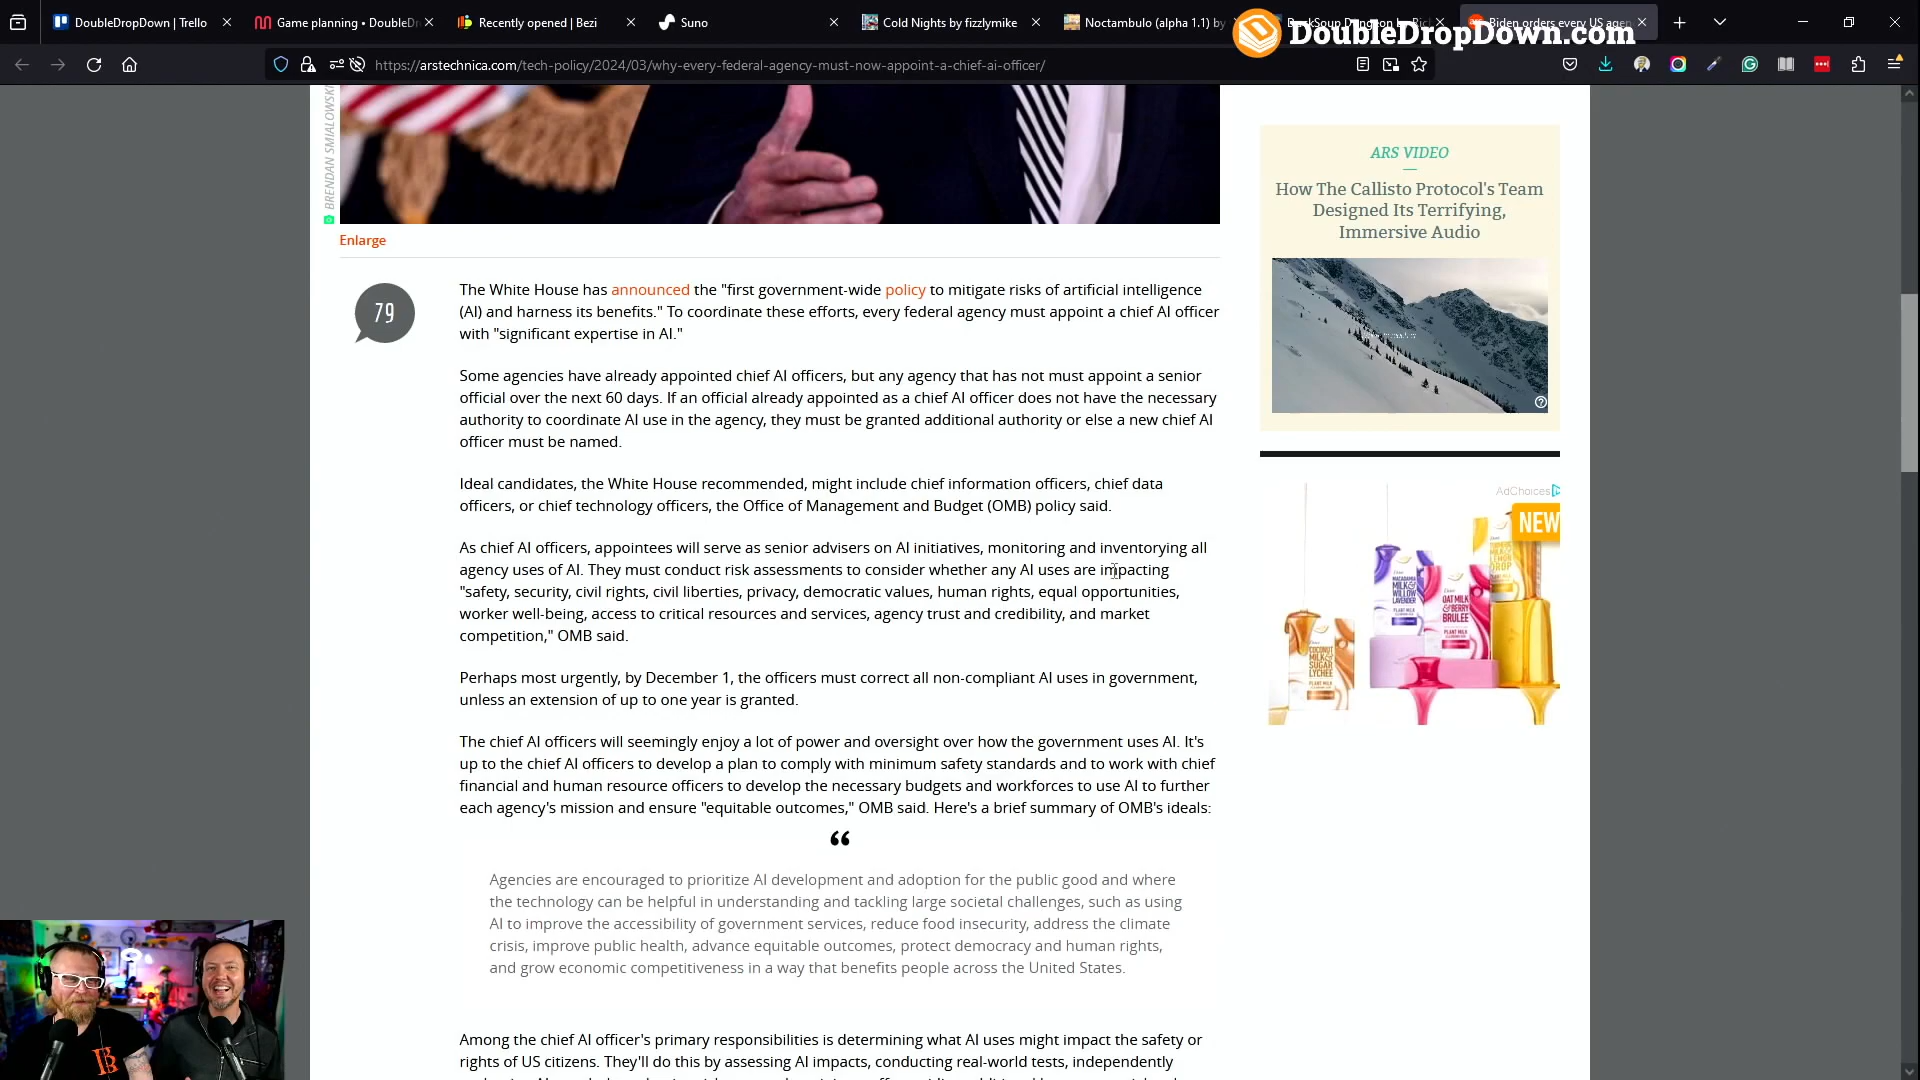 DoubleDropDown | Trello
Game planning • DoubleDr
Recently opened | Bezi
Suno
Cold Nights by fizzlymike
Noctambulo (alpha 1.1) by
Biden orders every US agen
DoubleDropDown.com
https://arstechnica.com/tech-policy/2024/03/why-every-federal-agency-must-now-appoint-a-chief-ai-officer/
BRENDAN SMIALOWSKI
Enlarge
79
The White House has announced the "first government-wide policy to mitigate risks of artificial intelligence
(AI) and harness its benefits." To coordinate these efforts, every federal agency must appoint a chief AI officer
with "significant expertise in AI."
Some agencies have already appointed chief AI officers, but any agency that has not must appoint a senior
official over the next 60 days. If an official already appointed as a chief AI officer does not have the necessary
authority to coordinate AI use in the agency, they must be granted additional authority or else a new chief AI
officer must be named.
Ideal candidates, the White House recommended, might include chief information officers, chief data
officers, or chief technology officers, the Office of Management and Budget (OMB) policy said.
As chief AI officers, appointees will serve as senior advisers on AI initiatives, monitoring and inventorying all
agency uses of AI. They must conduct risk assessments to consider whether any AI uses are impacting
"safety, security, civil rights, civil liberties, privacy, democratic values, human rights, equal opportunities,
worker well-being, access to critical resources and services, agency trust and credibility, and market
competition," OMB said.
Perhaps most urgently, by December 1, the officers must correct all non-compliant AI uses in government,
unless an extension of up to one year is granted.
The chief AI officers will seemingly enjoy a lot of power and oversight over how the government uses AI. It's
up to the chief AI officers to develop a plan to comply with minimum safety standards and to work with chief
financial and human resource officers to develop the necessary budgets and workforces to use AI to further
each agency's mission and ensure "equitable outcomes," OMB said. Here's a brief summary of OMB's ideals:
“
Agencies are encouraged to prioritize AI development and adoption for the public good and where
the technology can be helpful in understanding and tackling large societal challenges, such as using
AI to improve the accessibility of government services, reduce food insecurity, address the climate
crisis, improve public health, advance equitable outcomes, protect democracy and human rights,
and grow economic competitiveness in a way that benefits people across the United States.
Among the chief AI officer's primary responsibilities is determining what AI uses might impact the safety or
rights of US citizens. They'll do this by assessing AI impacts, conducting real-world tests, independently
ARS VIDEO
How The Callisto Protocol's Team
Designed Its Terrifying,
Immersive Audio
AdChoices
NEW
MACADAMIA
MILK &
WILLOW
LAVENDER
OAT MILK
& BERRY
BRULEE
COCONUT
MILK &
SUGAR
LYCHEE